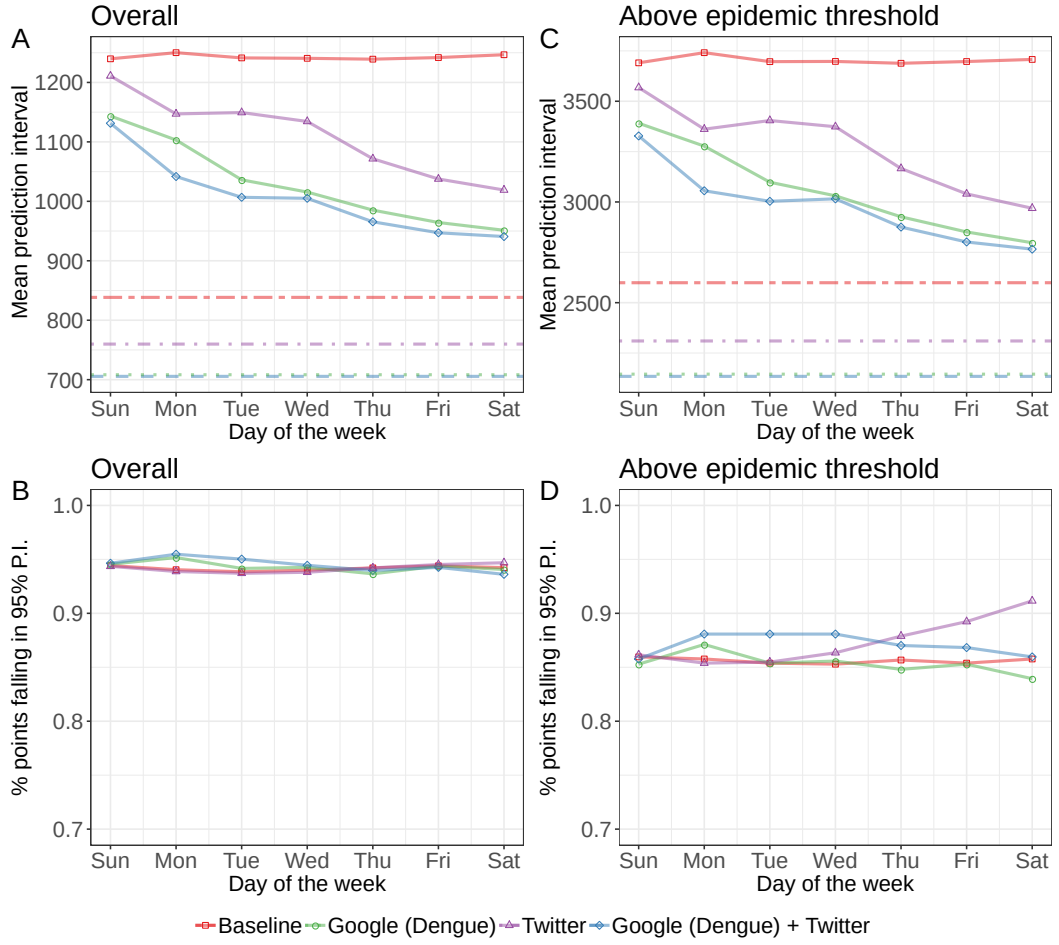 Overall
A
Mean prediction interval
1200
1100
1000
900
800
700
Sun Mon Tue Wed Thu Fri Sat
Day of the week
Above epidemic threshold
C
Mean prediction interval
3500
3000
2500
Sun Mon Tue Wed Thu Fri Sat
Day of the week
Overall
B
% points falling in 95% P.I.
1.0
0.9
0.8
0.7
Sun Mon Tue Wed Thu Fri Sat
Day of the week
Above epidemic threshold
D
% points falling in 95% P.I.
1.0
0.9
0.8
0.7
Sun Mon Tue Wed Thu Fri Sat
Day of the week
Baseline Google (Dengue) Twitter Google (Dengue) + Twitter